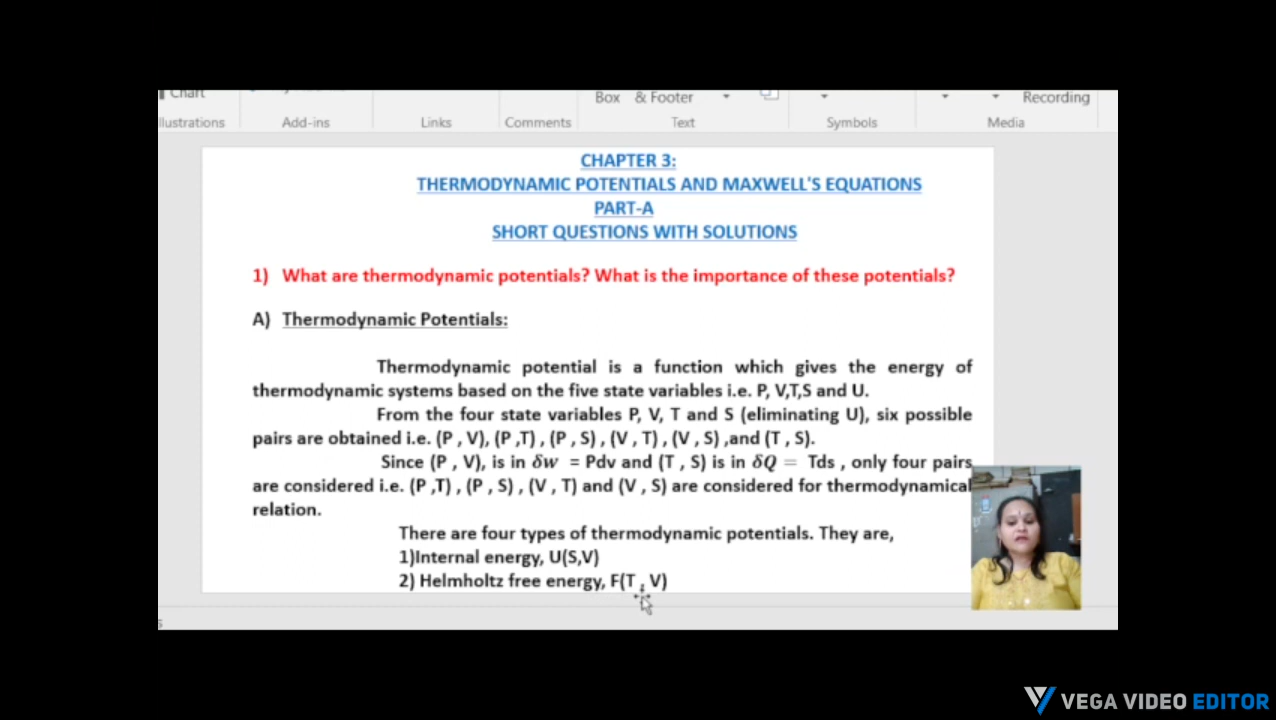 Chart
Box & Footer
Recording
llustrations Add-ins Links Comments Text Symbols Media
CHAPTER 3:
THERMODYNAMIC POTENTIALS AND MAXWELL'S EQUATIONS
PART-A
SHORT QUESTIONS WITH SOLUTIONS
1) What are thermodynamic potentials? What is the importance of these potentials?
A) Thermodynamic Potentials:
Thermodynamic potential is a function which gives the energy of
thermodynamic systems based on the five state variables i.e. P, V,T,S and U.
From the four state variables P, V, T and S (eliminating U), six possible
pairs are obtained i.e. (P , V), (P ,T) , (P , S) , (V , T) , (V , S) ,and (T , S).
Since (P , V), is in δw = Pdv and (T , S) is in δQ = Tds , only four pairs
are considered i.e. (P ,T) , (P , S) , (V , T) and (V , S) are considered for thermodynamical
relation.
There are four types of thermodynamic potentials. They are,
1)Internal energy, U(S,V)
2) Helmholtz free energy, F(T , V)
VEGA VIDEO EDITOR